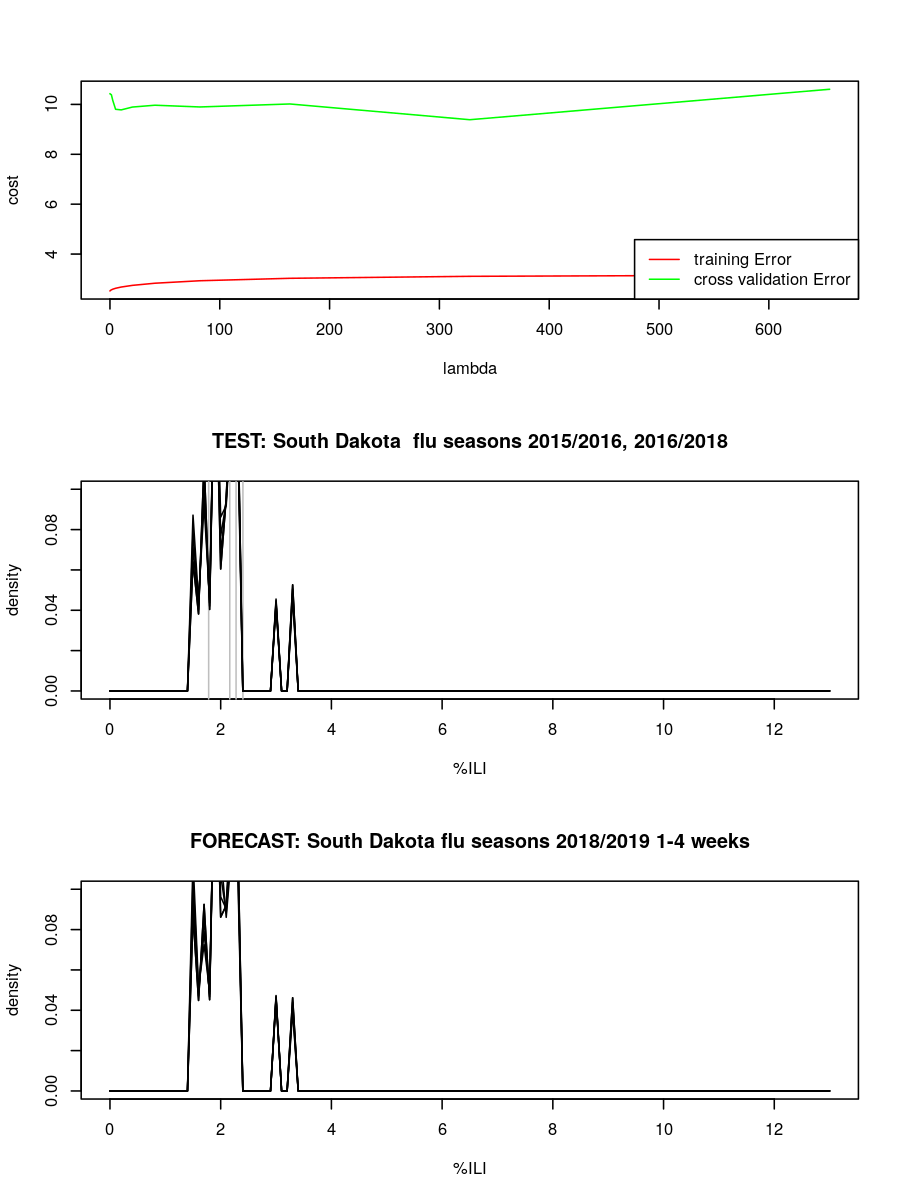 10
8
6
4
cost
training Error
cross validation Error
0 100 200 300 400 500 600
lambda
TEST: South Dakota  flu seasons 2015/2016, 2016/2018
0.08
0.04
0.00
density
0 2 4 6 8 10 12
%ILI
FORECAST: South Dakota flu seasons 2018/2019 1-4 weeks
0.08
0.04
0.00
density
0 2 4 6 8 10 12
%ILI